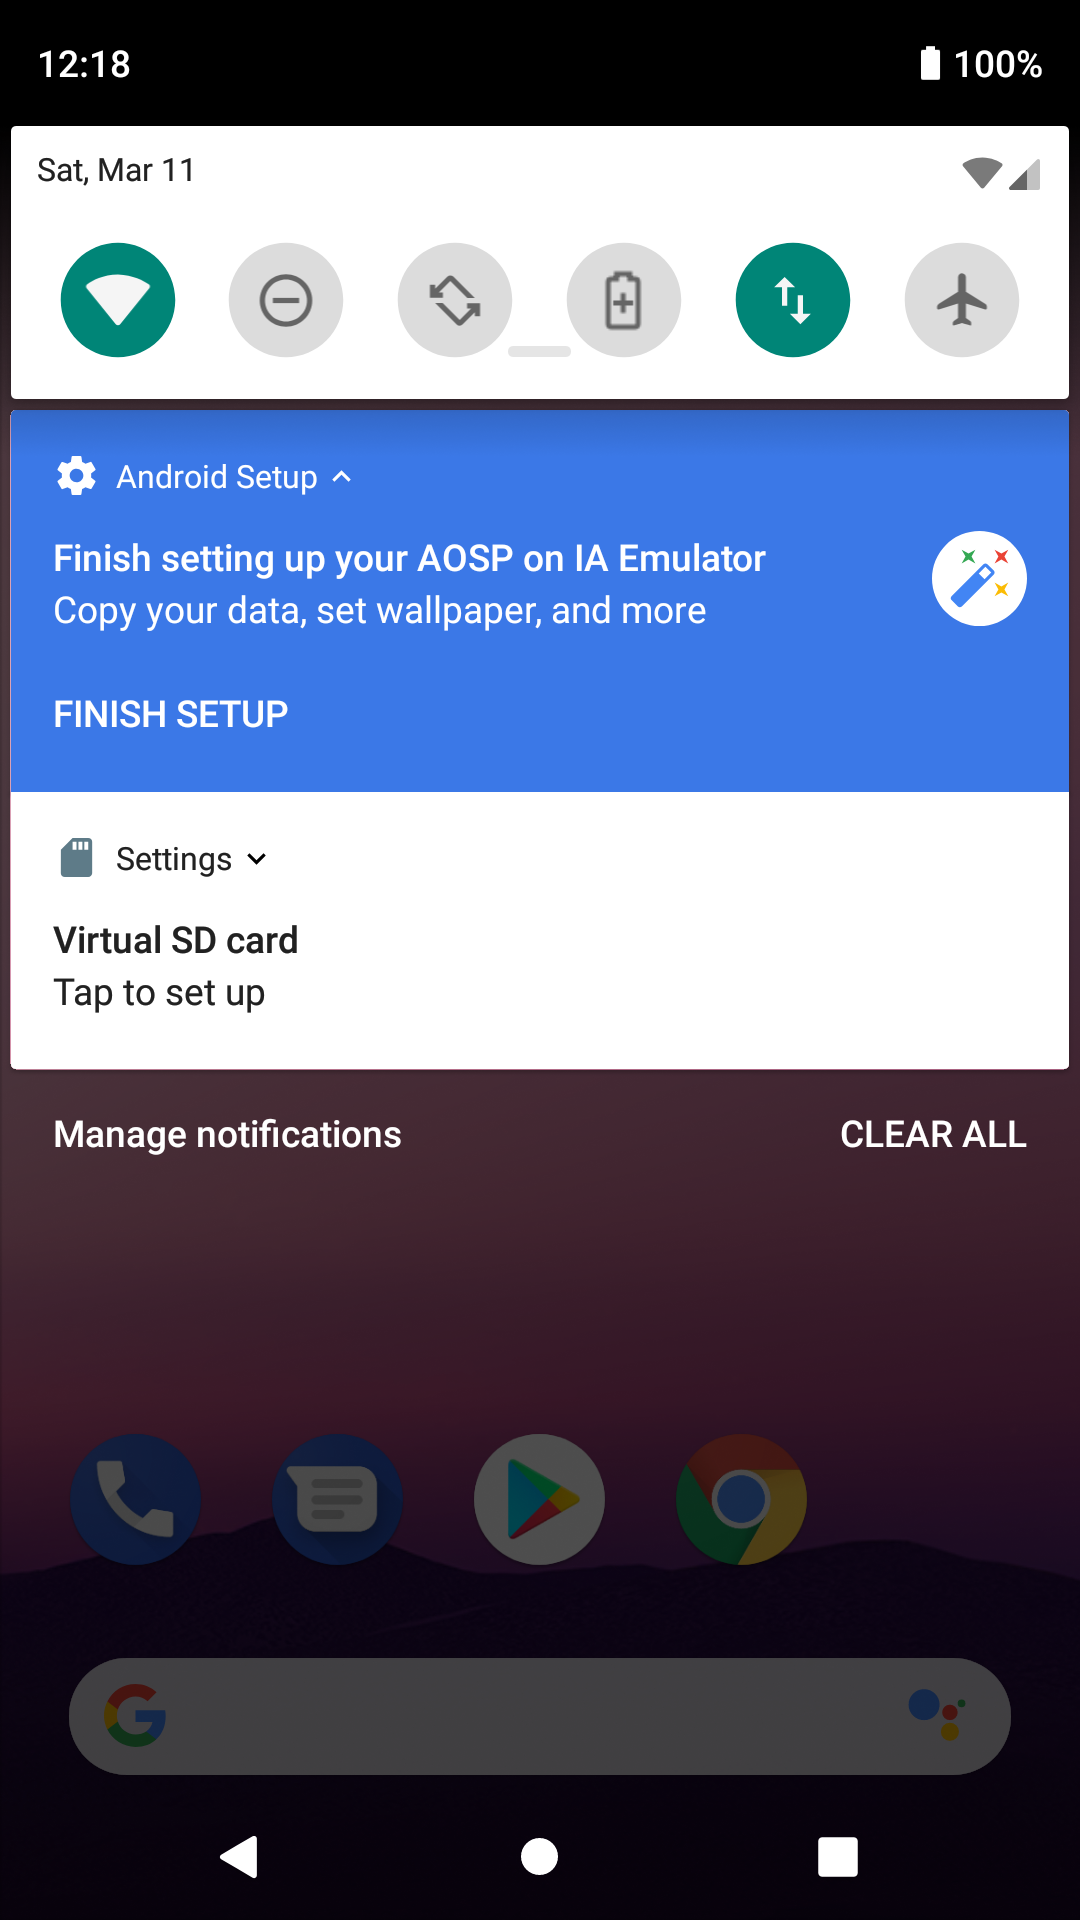 12:18
100%
Sat, Mar 11
Android Setup
Finish setting up your AOSP on IA Emulator
Copy your data, set wallpaper, and more
FINISH SETUP
Settings
Virtual SD card
Tap to set up
Manage notifications
CLEAR ALL